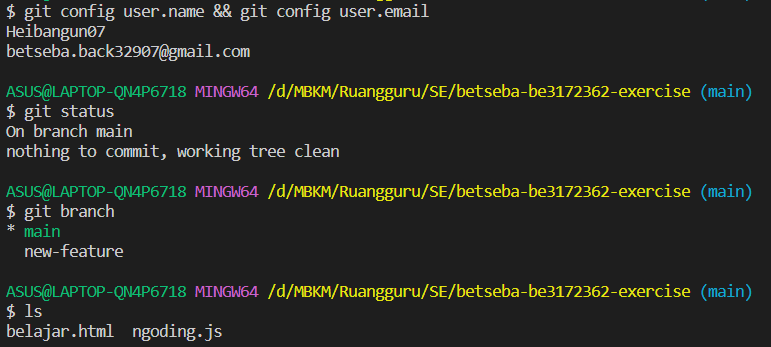 $ git config user.name && git config user.email
Heibangun07
betseba.back32907@gmail.com
ASUS@LAPTOP-QN4P6718 MINGW64 /d/MBKM/Ruangguru/SE/betseba-be3172362-exercise (main)
$ git status
On branch main
nothing to commit, working tree clean
ASUS@LAPTOP-QN4P6718 MINGW64 /d/MBKM/Ruangguru/SE/betseba-be3172362-exercise (main)
$ git branch
* main
  new-feature
ASUS@LAPTOP-QN4P6718 MINGW64 /d/MBKM/Ruangguru/SE/betseba-be3172362-exercise (main)
$ ls
belajar.html  ngoding.js